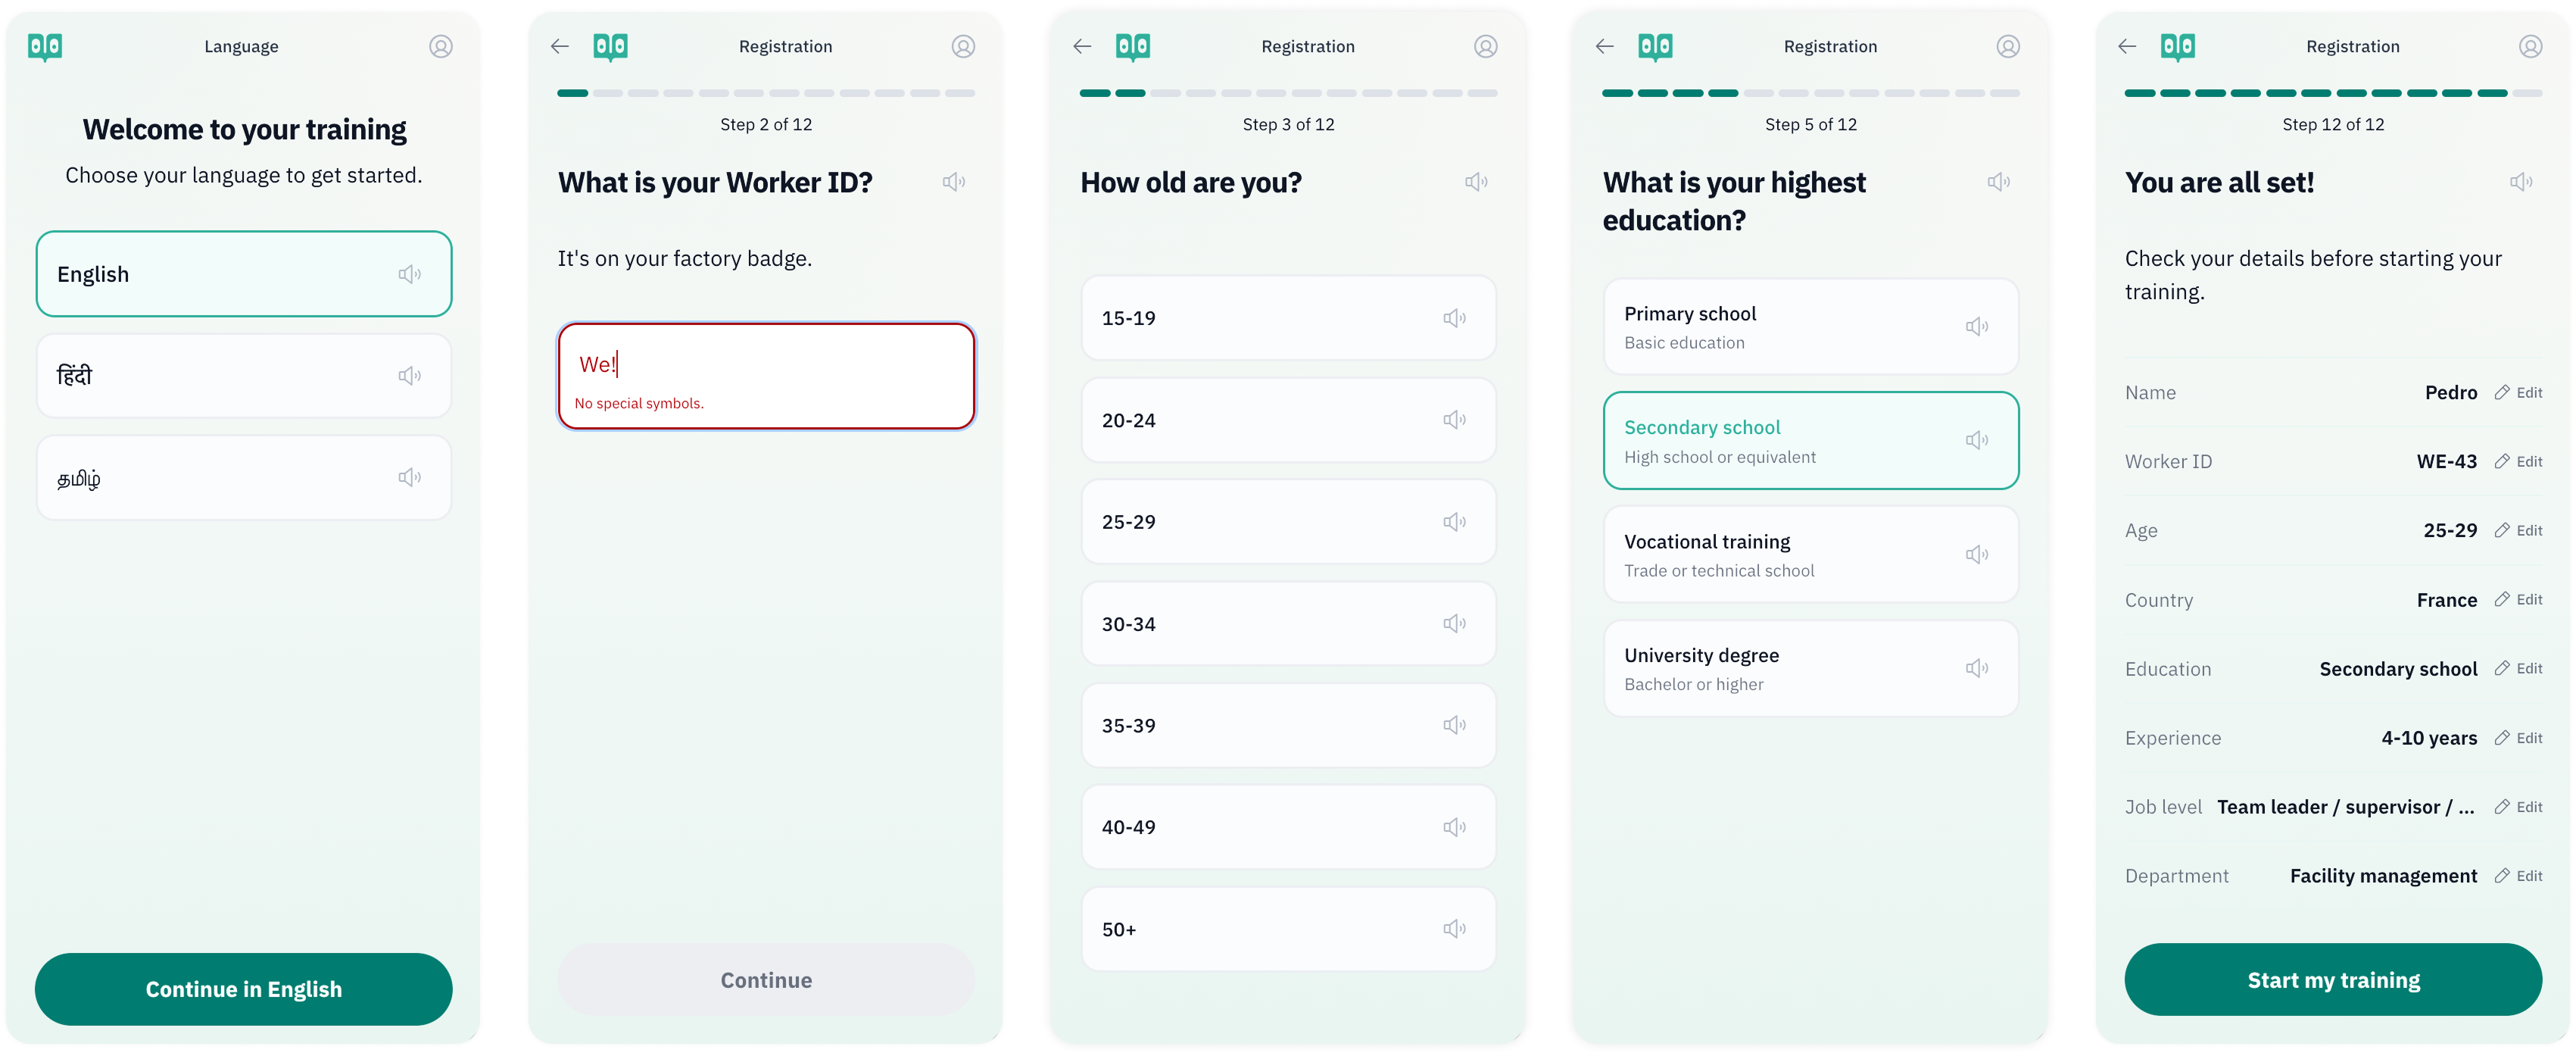 Language
Welcome to your training
Choose your language to get started.
English
हिंदी
தமிழ்
Continue in English
Registration
Step 2 of 12
What is your Worker ID?
It's on your factory badge.
We!
No special symbols.
Continue
Registration
Step 3 of 12
How old are you?
15-19
20-24
25-29
30-34
35-39
40-49
50+
Registration
Step 5 of 12
What is your highest
education?
Primary school
Basic education
Secondary school
High school or equivalent
Vocational training
Trade or technical school
University degree
Bachelor or higher
Registration
Step 12 of 12
You are all set!
Check your details before starting your
training.
Name Pedro Edit
Worker ID WE-43 Edit
Age 25-29 Edit
Country France Edit
Education Secondary school Edit
Experience 4-10 years Edit
Job level Team leader / supervisor / ... Edit
Department Facility management Edit
Start my training